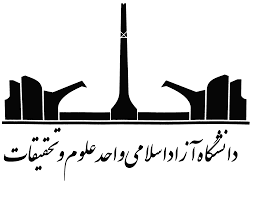 دانشگاه آزاد اسلامی واحد علوم و تحقیقات